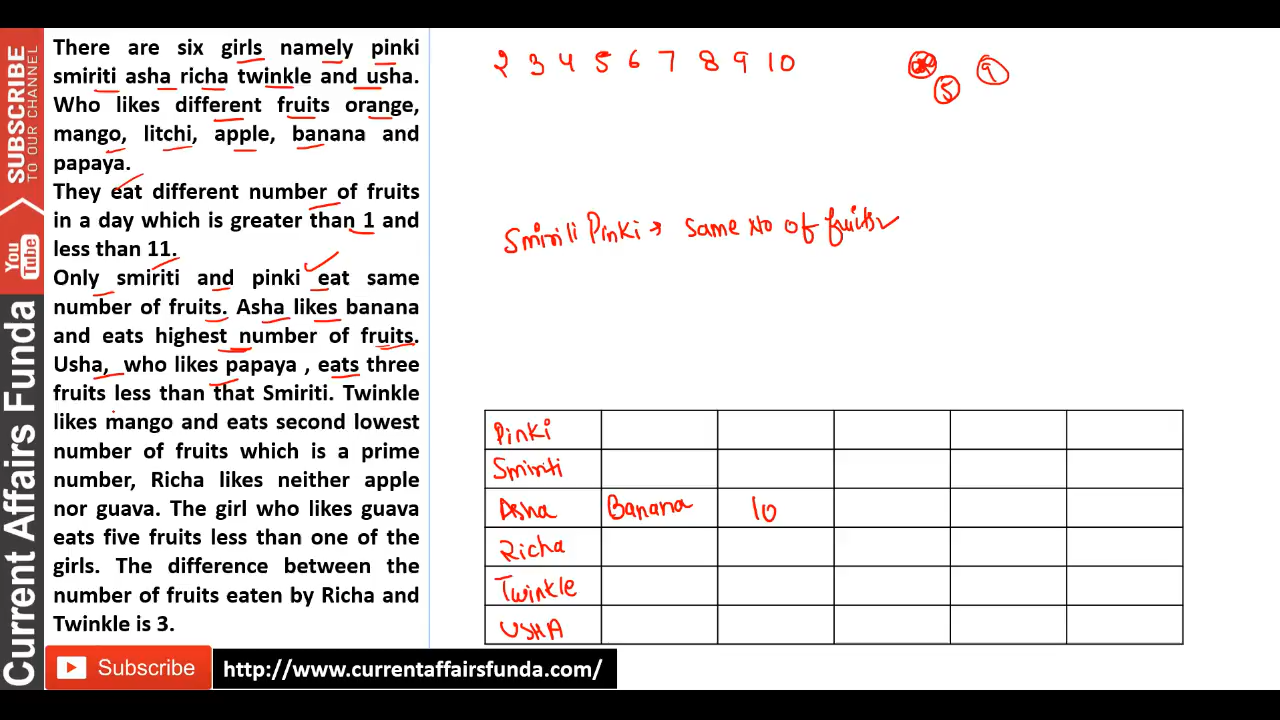 SUBSCRIBE
TO OUR CHANNEL
You Tube
Current Affairs Funda
There are six girls namely pinki
smiriti asha richa twinkle and usha.
Who likes different fruits orange,
mango, litchi, apple, banana and
papaya.
They eat different number of fruits
in a day which is greater than 1 and
less than 11.
Only smiriti and pinki eat same
number of fruits. Asha likes banana
and eats highest number of fruits.
Usha, who likes papaya , eats three
fruits less than that Smiriti. Twinkle
likes mango and eats second lowest
number of fruits which is a prime
number, Richa likes neither apple
nor guava. The girl who likes guava
eats five fruits less than one of the
girls. The difference between the
number of fruits eaten by Richa and
Twinkle is 3.
2 3 4 5 6 7 8 9 10
5 9
Smiriti Pinki → same No of fruits
Pinki
Smiriti
Asha Banana 10
Richa
Twinkle
USHA
Subscribe http://www.currentaffairsfunda.com/